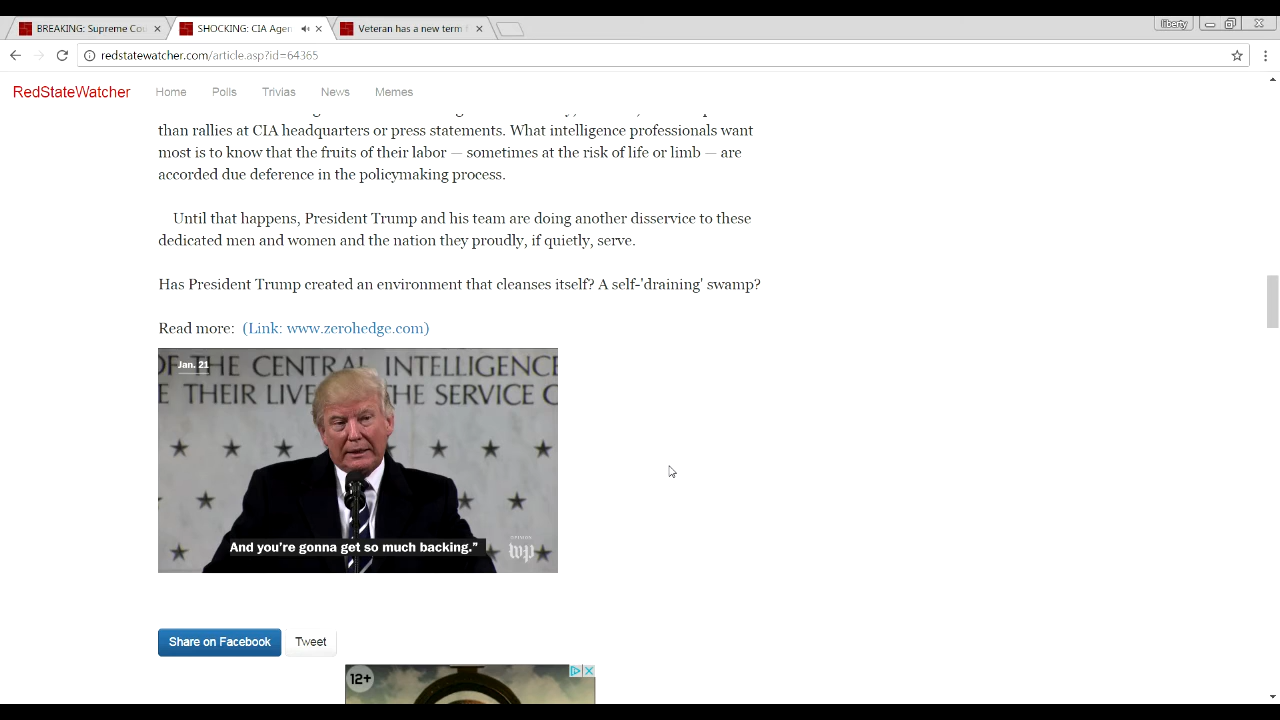 BREAKING: Supreme Cou
SHOCKING: CIA Agen
Veteran has a new term
liberty
redstatewatcher.com/article.asp?id=64365
RedStateWatcher
Home
Polls
Trivias
News
Memes
than rallies at CIA headquarters or press statements. What intelligence professionals want
most is to know that the fruits of their labor — sometimes at the risk of life or limb — are
accorded due deference in the policymaking process.
Until that happens, President Trump and his team are doing another disservice to these
dedicated men and women and the nation they proudly, if quietly, serve.
Has President Trump created an environment that cleanses itself? A self-'draining' swamp?
Read more: (Link: www.zerohedge.com)
OF THE CENTRAL INTELLIGENCE
Jan. 21
THEIR LIVE THE SERVICE
And you're gonna get so much backing."
OPINION
wp
Share on Facebook
Tweet
12+